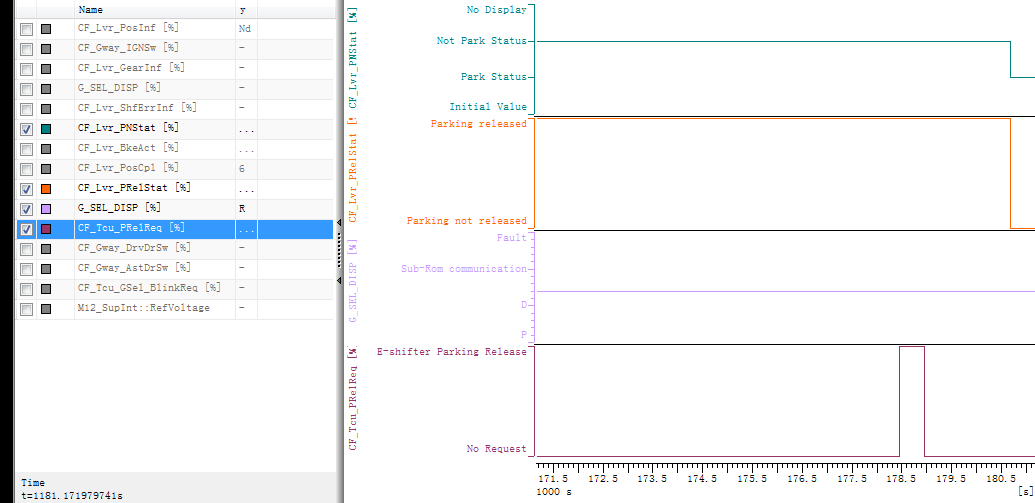 Name y
CF_Lvr_PosInf [%] Nd
CF_Gway_IGNSw [%] -
CF_Lvr_GearInf [%] -
G_SEL_DISP [%] -
CF_Lvr_ShfErrInf [%] -
CF_Lvr_PNStat [%] ...
CF_Lvr_BkeAct [%] ...
CF_Lvr_PosCpl [%] 6
CF_Lvr_PRelStat [%] ...
G_SEL_DISP [%] R
CF_Tcu_PRelReq [%] ...
CF_Gway_DrvDrSw [%] -
CF_Gway_AstDrSw [%] -
CF_Tcu_GSel_BlinkReq [%] -
M12_SupInt::RefVoltage -
Time
t=1181.171979741s
CF_Lvr_PNStat [%]
No Display
Not Park Status
Park Status
Initial Value
CF_Lvr_PRelStat [%]
Parking released
Parking not released
G_SEL_DISP [%]
Fault
Sub-Rom communication
D
P
CF_Tcu_PRelReq [%]
E-shifter Parking Release
No Request
171.5 172.5 173.5 174.5 175.5 176.5 177.5 178.5 179.5 180.5
1000 s [s]